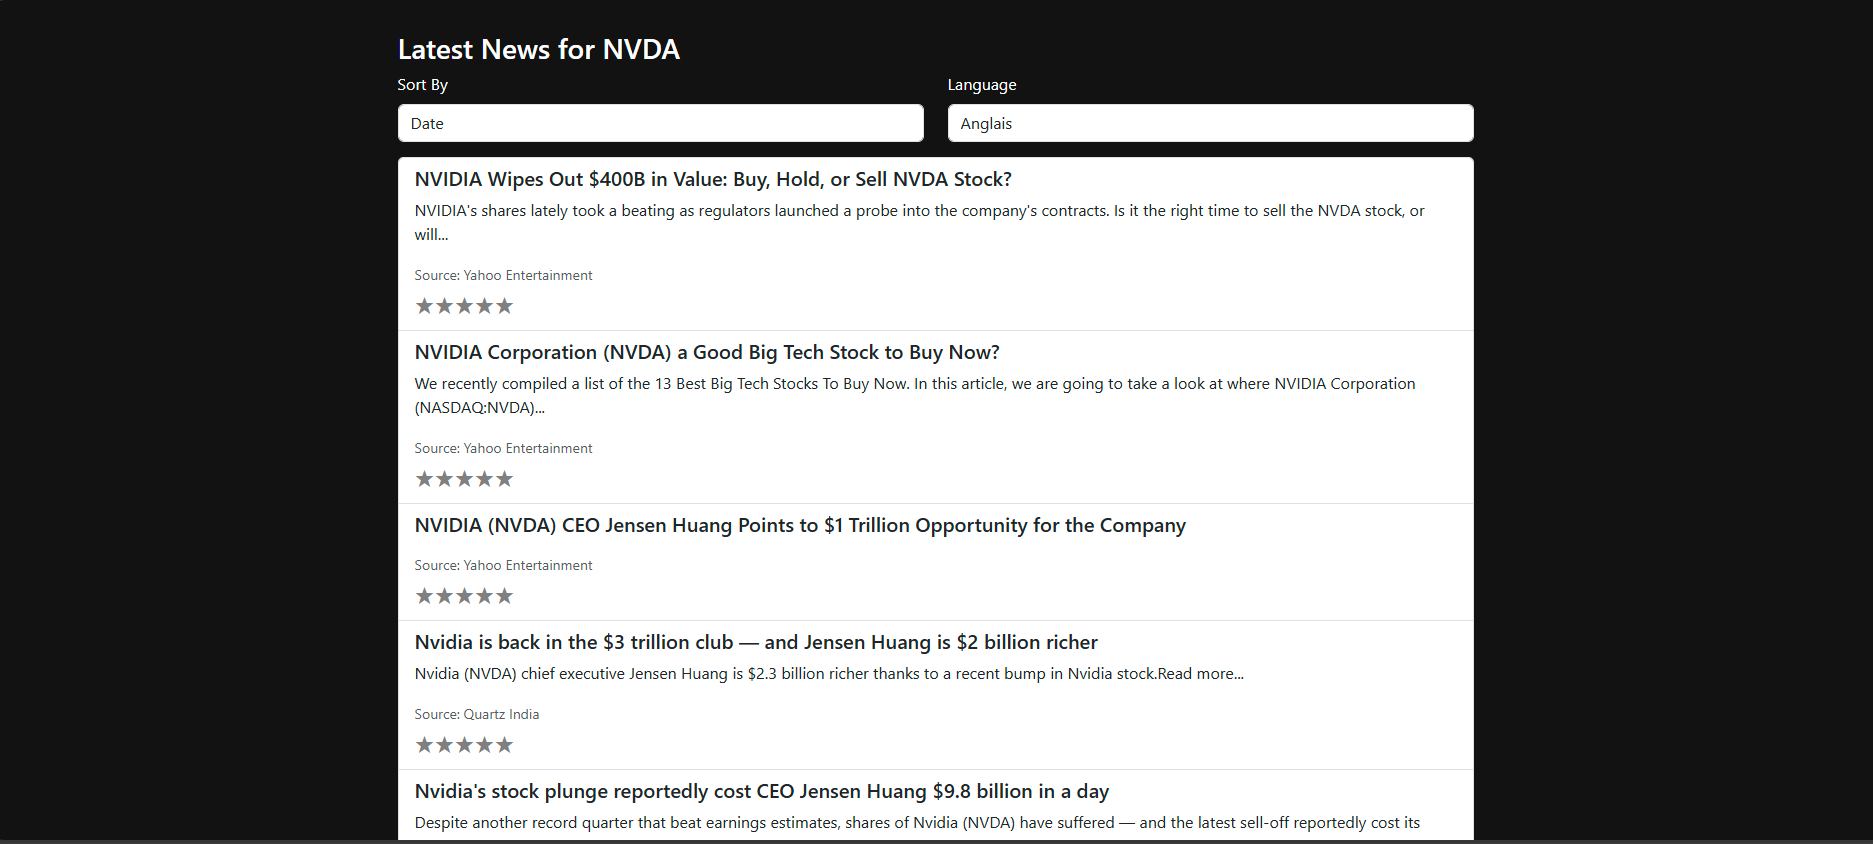 Latest News for NVDA
Sort By
Language
Date
Anglais
NVIDIA Wipes Out $400B in Value: Buy, Hold, or Sell NVDA Stock?
NVIDIA's shares lately took a beating as regulators launched a probe into the company's contracts. Is it the right time to sell the NVDA stock, or
will...
Source: Yahoo Entertainment
★★★★★
NVIDIA Corporation (NVDA) a Good Big Tech Stock to Buy Now?
We recently compiled a list of the 13 Best Big Tech Stocks To Buy Now. In this article, we are going to take a look at where NVIDIA Corporation
(NASDAQ:NVDA)...
Source: Yahoo Entertainment
★★★★★
NVIDIA (NVDA) CEO Jensen Huang Points to $1 Trillion Opportunity for the Company
Source: Yahoo Entertainment
★★★★★
Nvidia is back in the $3 trillion club — and Jensen Huang is $2 billion richer
Nvidia (NVDA) chief executive Jensen Huang is $2.3 billion richer thanks to a recent bump in Nvidia stock.Read more...
Source: Quartz India
★★★★★
Nvidia's stock plunge reportedly cost CEO Jensen Huang $9.8 billion in a day
Despite another record quarter that beat earnings estimates, shares of Nvidia (NVDA) have suffered — and the latest sell-off reportedly cost its